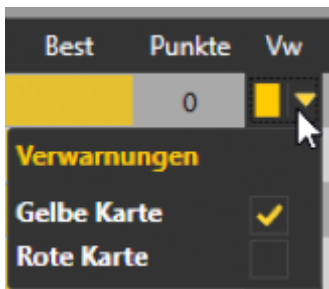 Best Punkte Vw
0
Verwarnungen
Gelbe Karte
Rote Karte